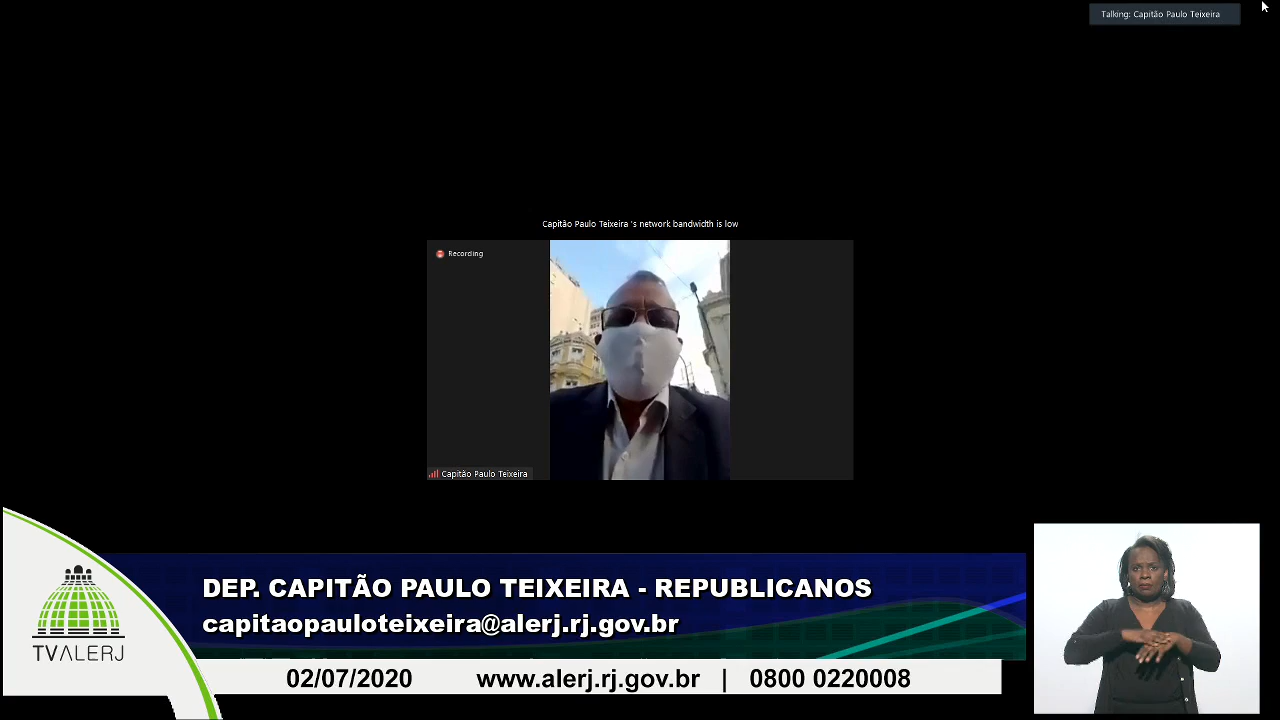 Talking: Capitão Paulo Teixeira
Capitão Paulo Teixeira 's network bandwidth is low
Recording
Capitão Paulo Teixeira
DEP. CAPITÃO PAULO TEIXEIRA - REPUBLICANOS
capitaopauloteixeira@alerj.rj.gov.br
TVALERJ
02/07/2020 www.alerj.rj.gov.br | 0800 0220008